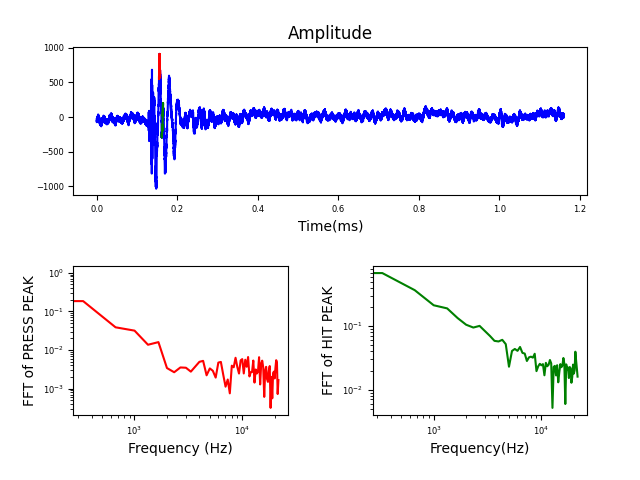 Amplitude
1000
500
0
−500
−1000
0.0 0.2 0.4 0.6 0.8 1.0 1.2
Time(ms)
FFT of PRESS PEAK
10⁰
10⁻¹
10⁻²
10⁻³
10³ 10⁴
Frequency (Hz)
FFT of HIT PEAK
10⁻¹
10⁻²
10³ 10⁴
Frequency(Hz)